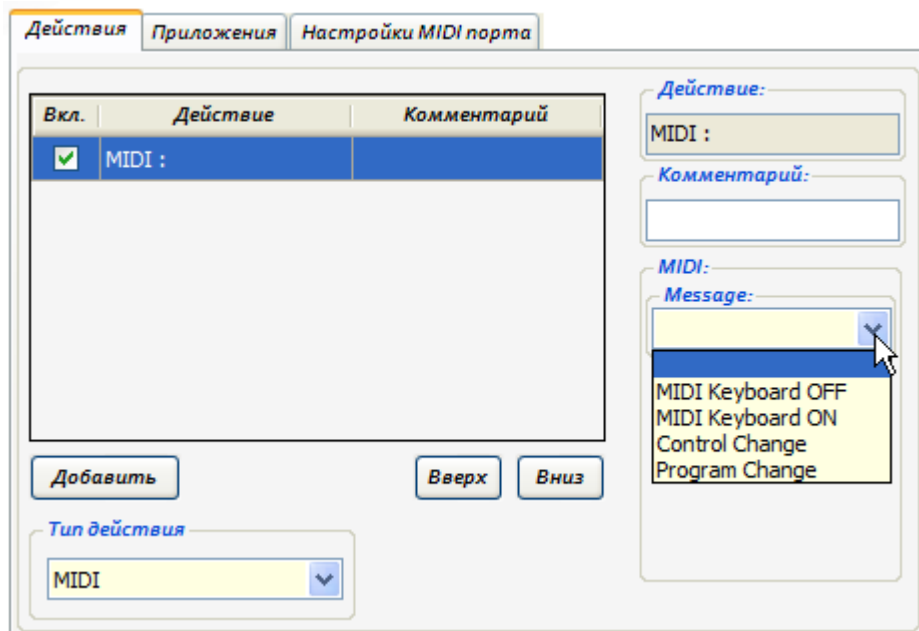 Действия Приложения Настройки MIDI порта
Вкл. Действие Комментарий
MIDI :
Добавить Вверх Вниз
Тип действия
MIDI
Действие:
MIDI :
Комментарий:
MIDI:
Message:
MIDI Keyboard OFF
MIDI Keyboard ON
Control Change
Program Change